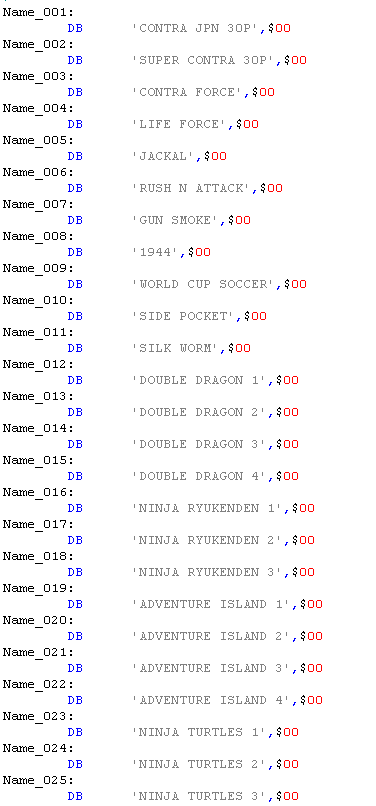 Name_001:
DB 'CONTRA JPN 30P',$00
Name_002:
DB 'SUPER CONTRA 30P',$00
Name_003:
DB 'CONTRA FORCE',$00
Name_004:
DB 'LIFE FORCE',$00
Name_005:
DB 'JACKAL',$00
Name_006:
DB 'RUSH N ATTACK',$00
Name_007:
DB 'GUN SMOKE',$00
Name_008:
DB '1944',$00
Name_009:
DB 'WORLD CUP SOCCER',$00
Name_010:
DB 'SIDE POCKET',$00
Name_011:
DB 'SILK WORM',$00
Name_012:
DB 'DOUBLE DRAGON 1',$00
Name_013:
DB 'DOUBLE DRAGON 2',$00
Name_014:
DB 'DOUBLE DRAGON 3',$00
Name_015:
DB 'DOUBLE DRAGON 4',$00
Name_016:
DB 'NINJA RYUKENDEN 1',$00
Name_017:
DB 'NINJA RYUKENDEN 2',$00
Name_018:
DB 'NINJA RYUKENDEN 3',$00
Name_019:
DB 'ADVENTURE ISLAND 1',$00
Name_020:
DB 'ADVENTURE ISLAND 2',$00
Name_021:
DB 'ADVENTURE ISLAND 3',$00
Name_022:
DB 'ADVENTURE ISLAND 4',$00
Name_023:
DB 'NINJA TURTLES 1',$00
Name_024:
DB 'NINJA TURTLES 2',$00
Name_025:
DB 'NINJA TURTLES 3',$00